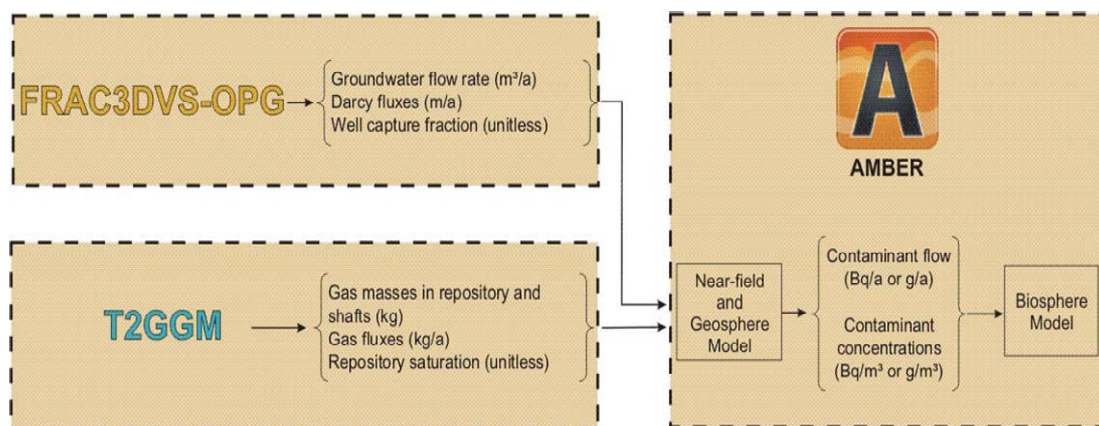 FRAC3DVS-OPG
Groundwater flow rate (m³/a)
Darcy fluxes (m/a)
Well capture fraction (unitless)
T2GGM
Gas masses in repository and
shafts (kg)
Gas fluxes (kg/a)
Repository saturation (unitless)
A
AMBER
Near-field
and
Geosphere
Model
Contaminant flow
(Bq/a or g/a)
Contaminant
concentrations
(Bq/m³ or g/m³)
Biosphere
Model